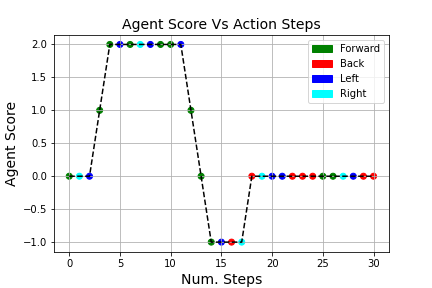 Agent Score Vs Action Steps
Agent Score
2.0
1.5
1.0
0.5
0.0
−0.5
−1.0
Forward
Back
Left
Right
0 5 10 15 20 25 30
Num. Steps